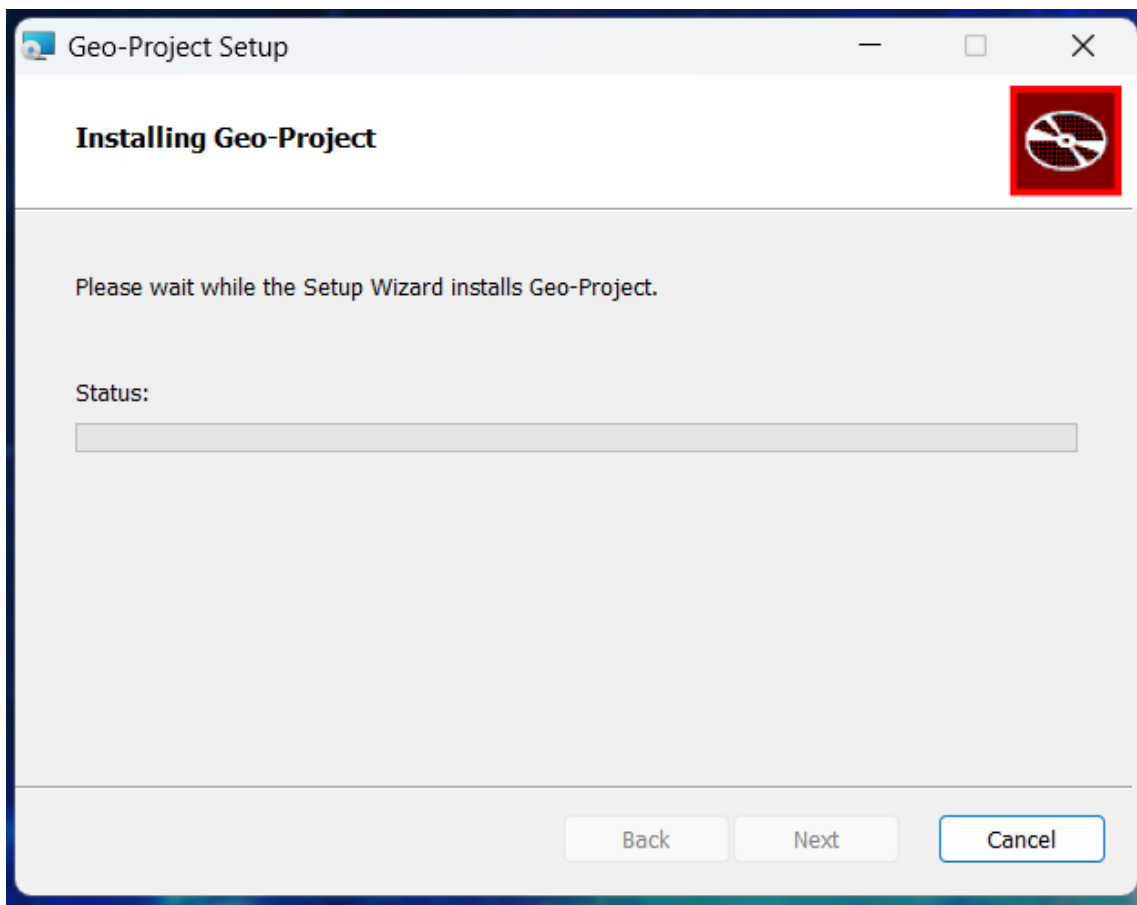 Geo-Project Setup
Installing Geo-Project
Please wait while the Setup Wizard installs Geo-Project.
Status:
Back Next Cancel